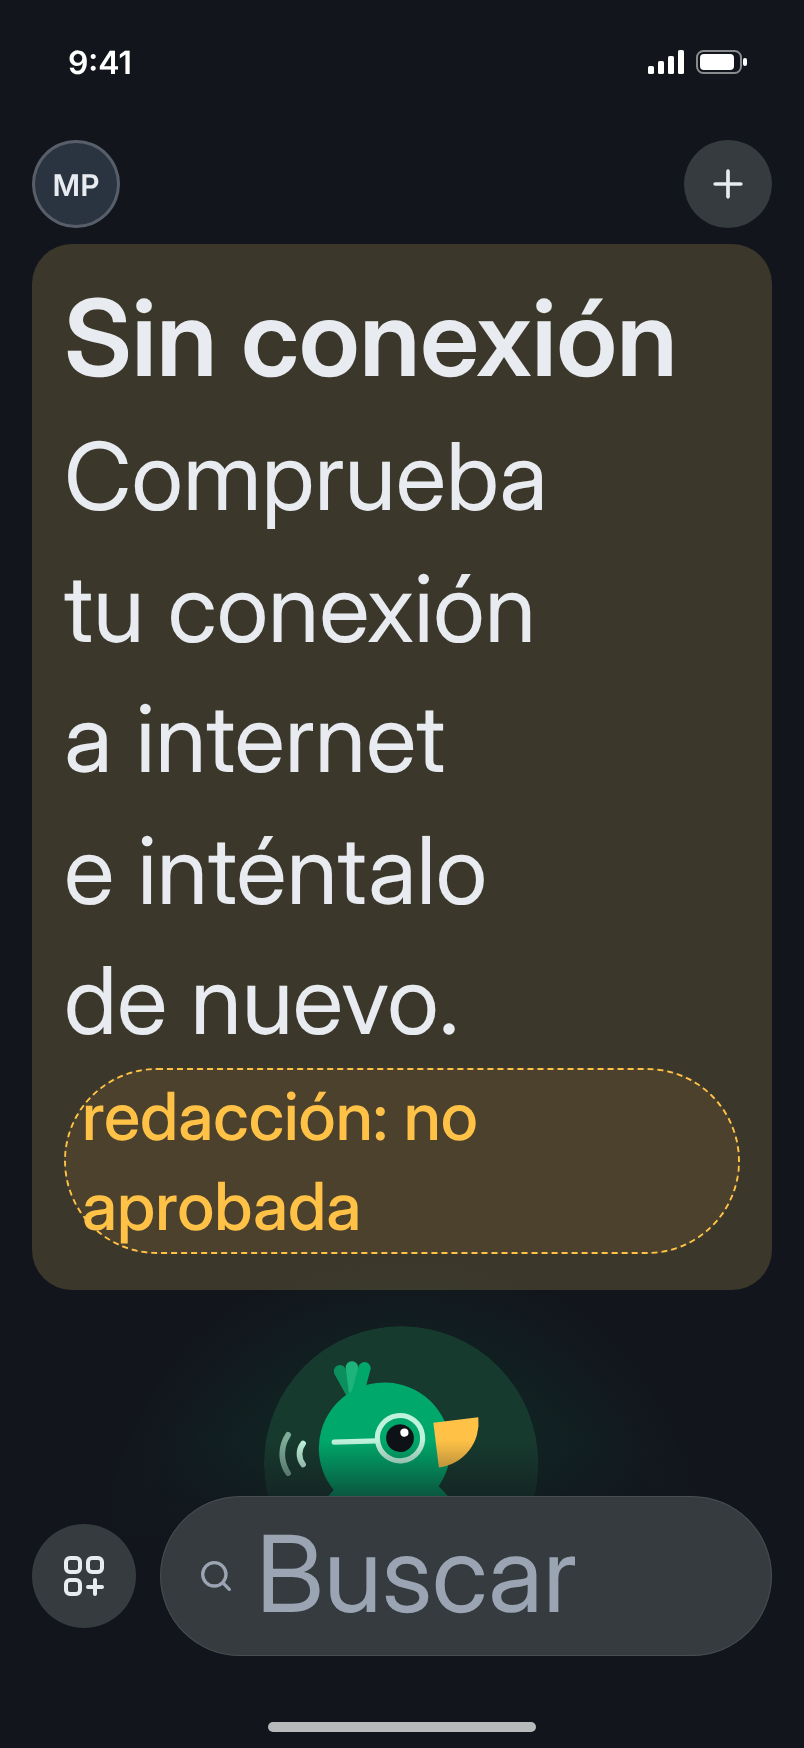 9:41
MP
Sin conexión
Comprueba
tu conexión
a internet
e inténtalo
de nuevo.
redacción: no
aprobada
Buscar